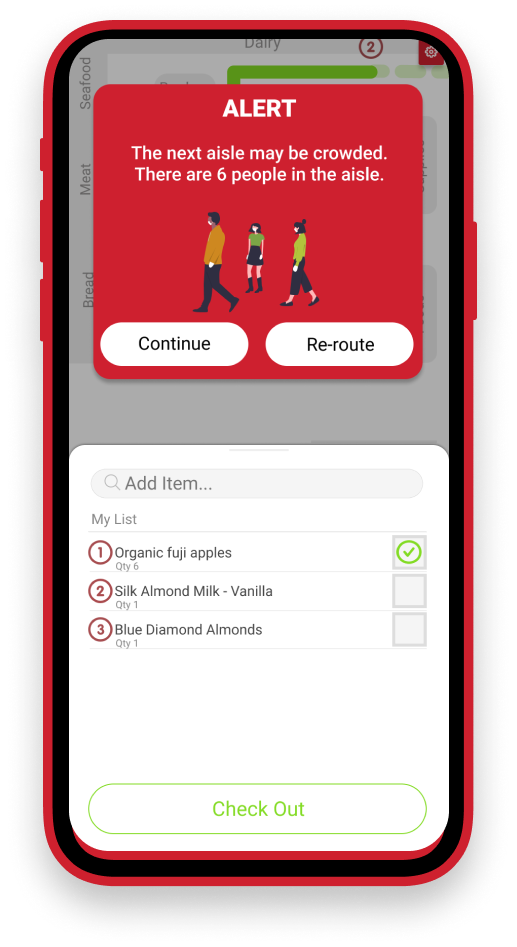 Dairy
2
Seafood
Meat
Bread
ALERT
The next aisle may be crowded.
There are 6 people in the aisle.
Continue
Re-route
Add Item...
My List
1 Organic fuji apples
Qty 6
2 Silk Almond Milk - Vanilla
Qty 1
3 Blue Diamond Almonds
Qty 1
Check Out